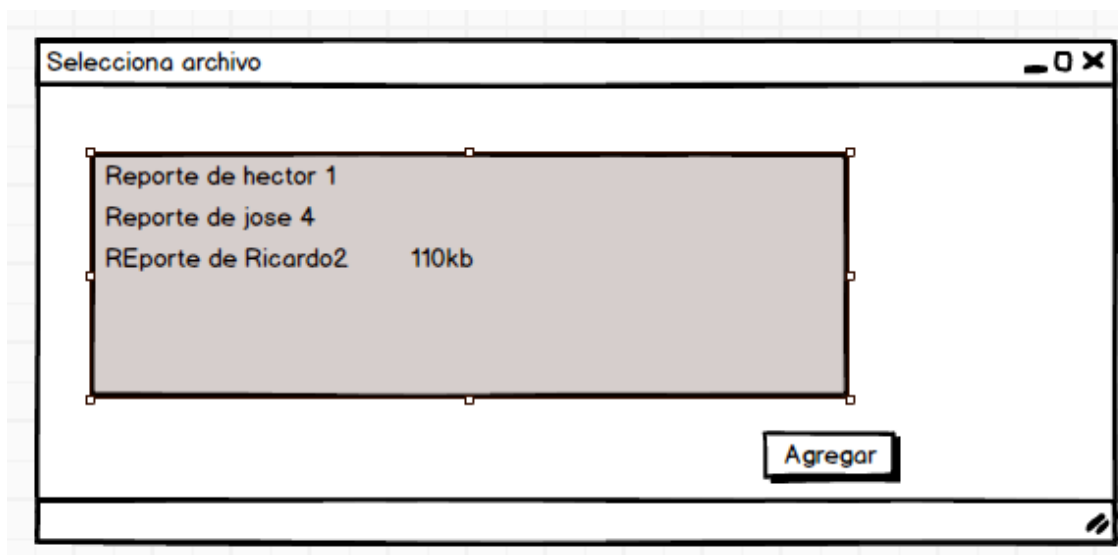 Selecciona archivo
Reporte de hector 1
Reporte de jose 4
REporte de Ricardo2 110kb
Agregar